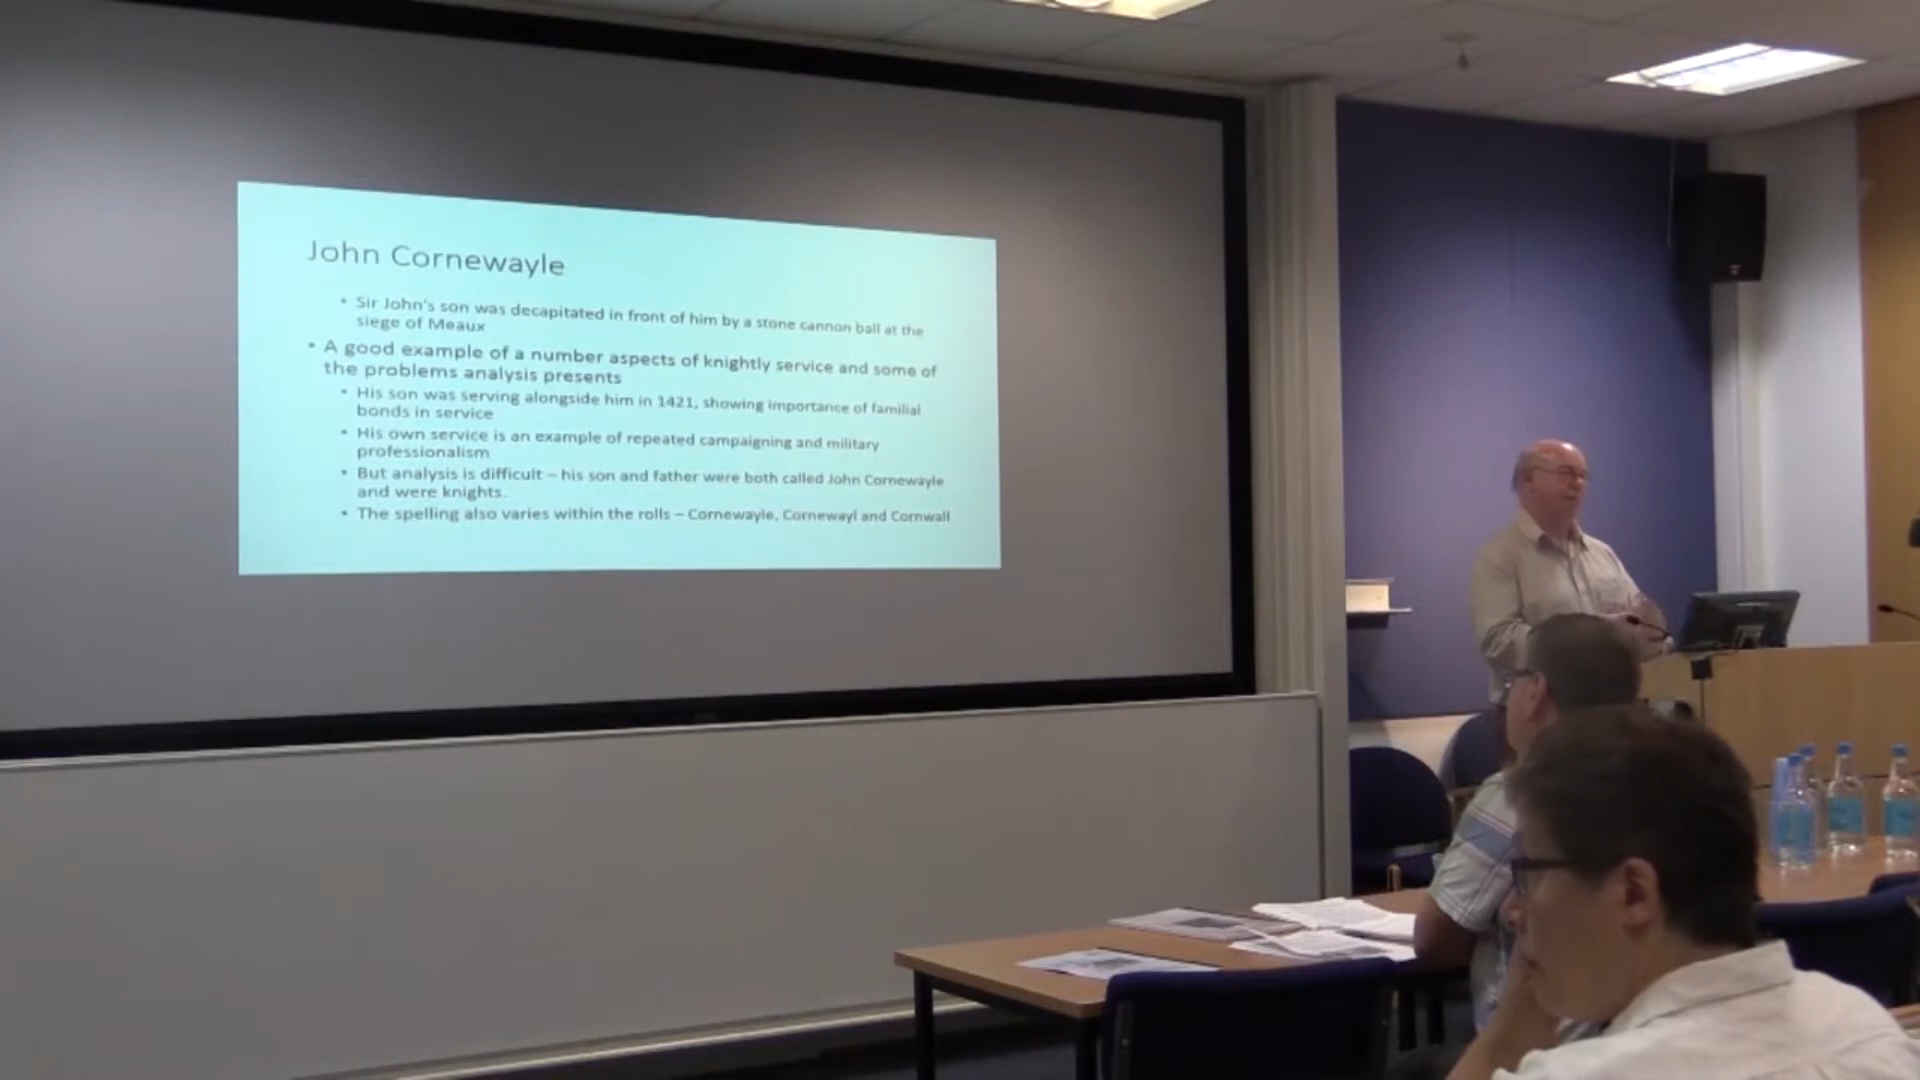 John Cornewayle
• Sir John's son was decapitated in front of him by a stone cannon ball at the
siege of Meaux
• A good example of a number aspects of knightly service and some of
the problems analysis presents
• His son was serving alongside him in 1421, showing importance of familial
bonds in service
• His own service is an example of repeated campaigning and military
professionalism
• But analysis is difficult – his son and father were both called John Cornewayle
and were knights.
• The spelling also varies within the rolls – Cornewayle, Cornewayl and Cornwall